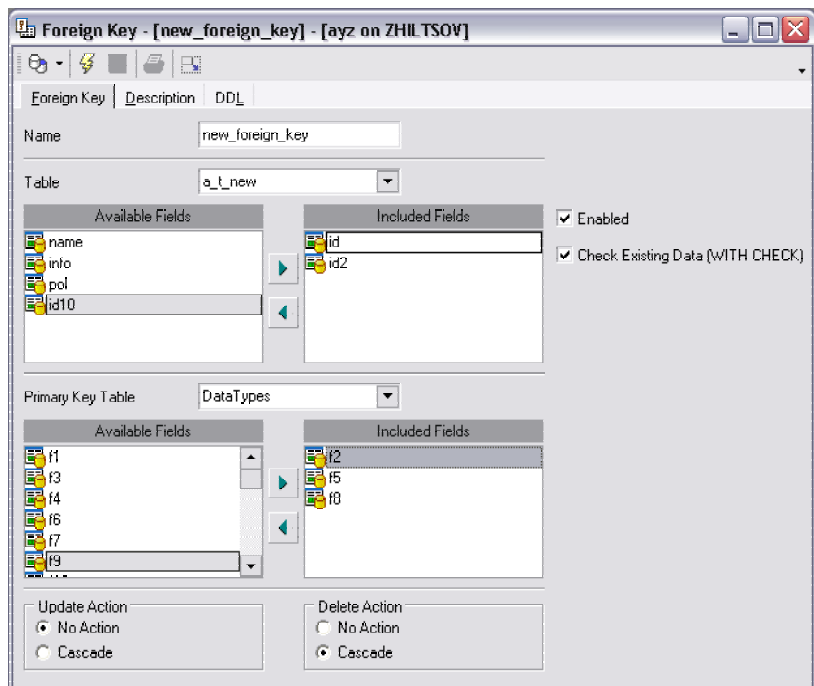 Foreign Key - [new_foreign_key] - [ayz on ZHILTSOV]
Foreign Key Description DDL
Name new_foreign_key
Table a_t_new
Available Fields Included Fields
name id
into id2
pol
id10
Enabled
Check Existing Data (WITH CHECK)
Primary Key Table DataTypes
Available Fields Included Fields
f1 f2
f3 f5
f4 f8
f6
f7
f9
Update Action Delete Action
No Action No Action
Cascade Cascade